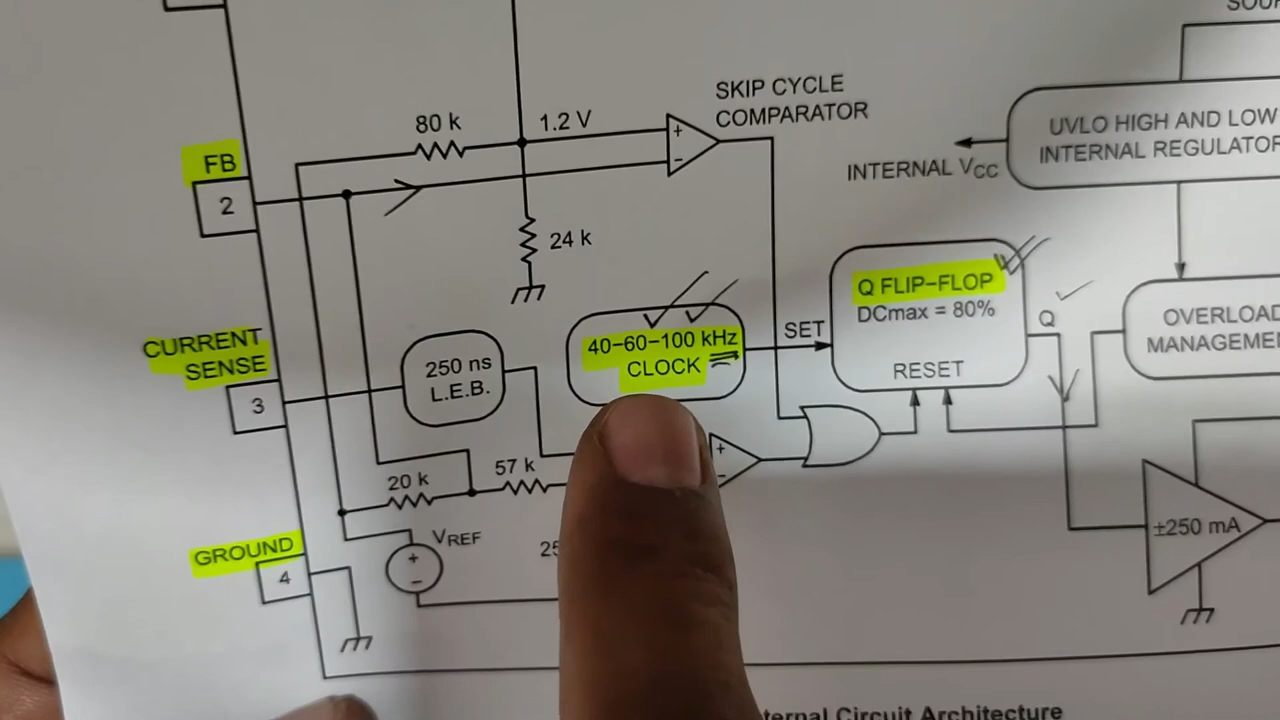 SKIP CYCLE
COMPARATOR
80 k
1.2 V
+
−
UVLO HIGH AND LOW
INTERNAL REGULATOR
INTERNAL VCC
FB
2
24 k
Q FLIP−FLOP
DCmax = 80%
RESET
SET
Q
OVERLOAD
MANAGEMEN
40−60−100 kHz
CLOCK
CURRENT
SENSE
3
250 ns
L.E.B.
+
−
20 k
57 k
±250 mA
VREF
+
−
25
GROUND
4
ternal Circuit Architecture